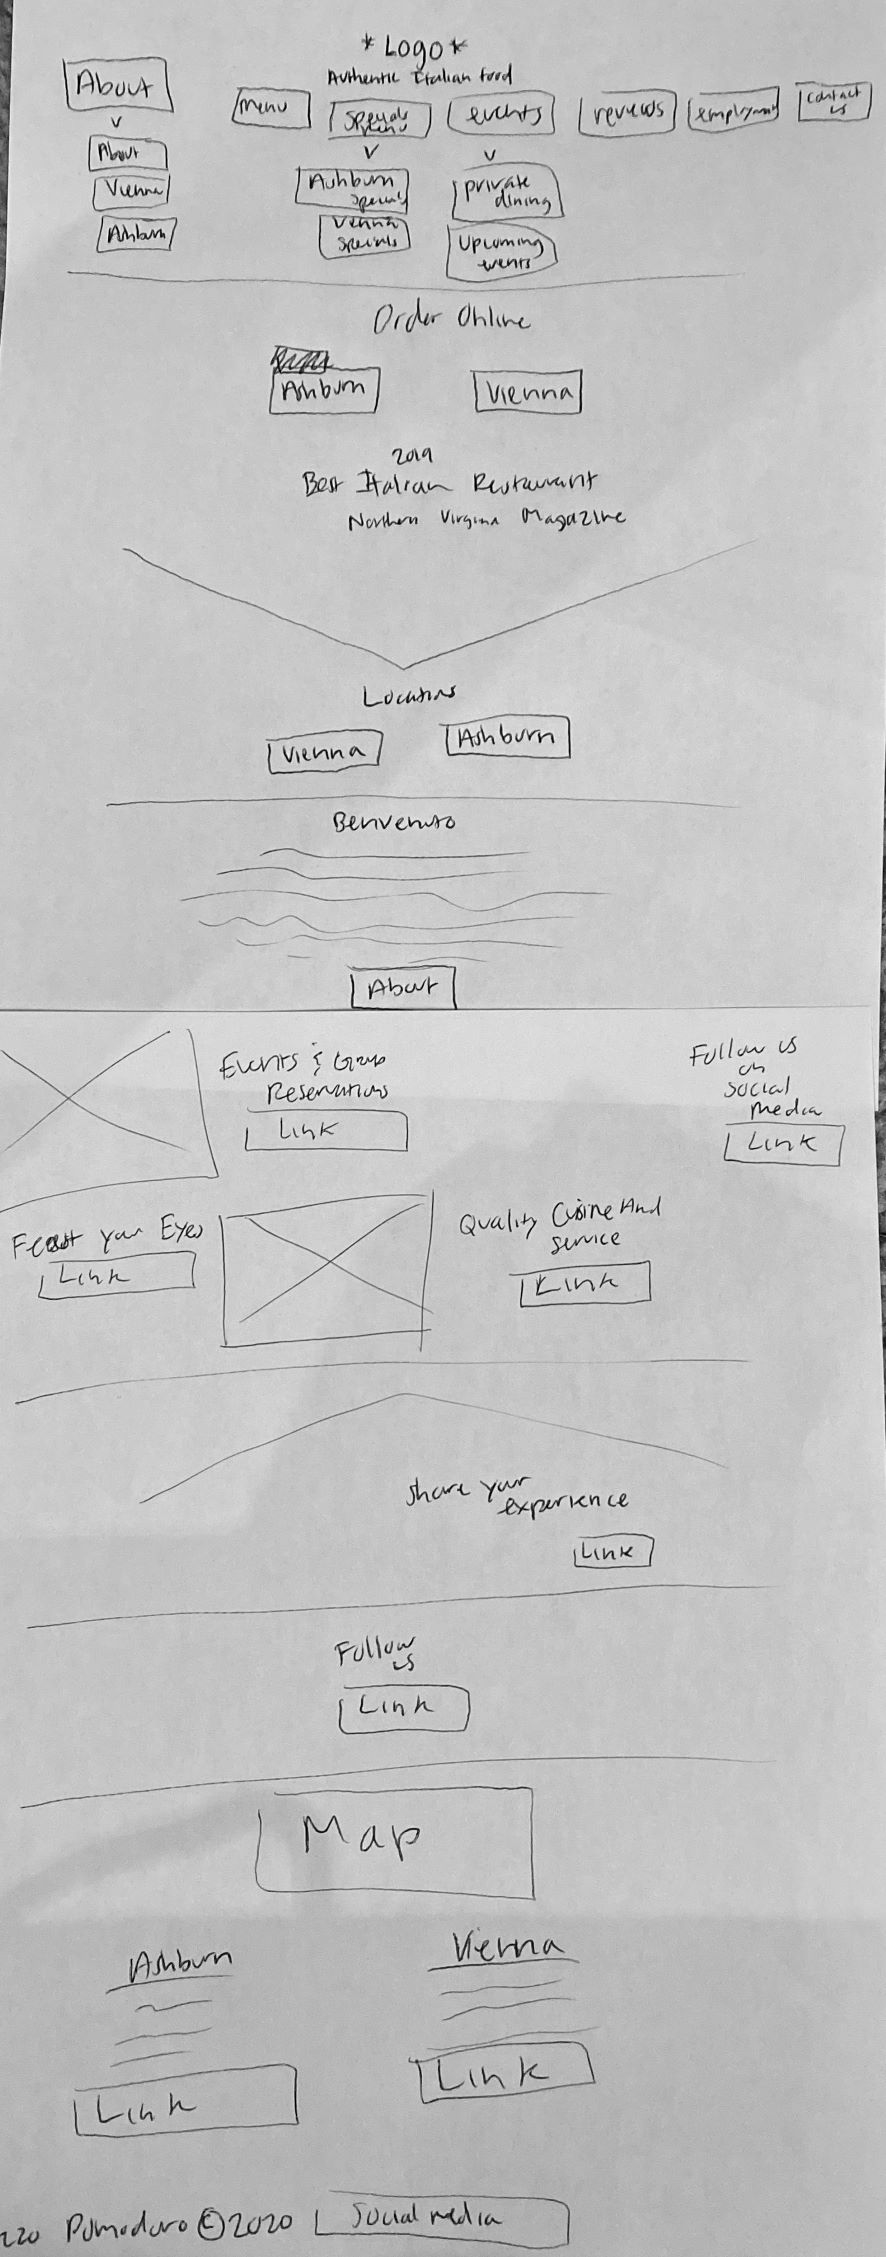 *Logo*
Authentic Italian food
About
menu
specials menu
events
reviews
employment
contact us
About
Vienna
Ashburn
Ashburn
specials
Vienna
specials
private
dining
Upcoming
events
Order Online
Ashburn
Vienna
2019
Best Italian Restaurant
Northern Virginia Magazine
Locations
Vienna
Ashburn
Benvenuto
About
Events & Group
Reservations
Link
Follow us
on
social
media
Link
Feast your Eyes
Link
Quality Cuisine And
service
Link
Share your
experience
Link
Follow
us
Link
Map
Ashburn
Vienna
Link
Link
Pomodoro © 2020
Social media